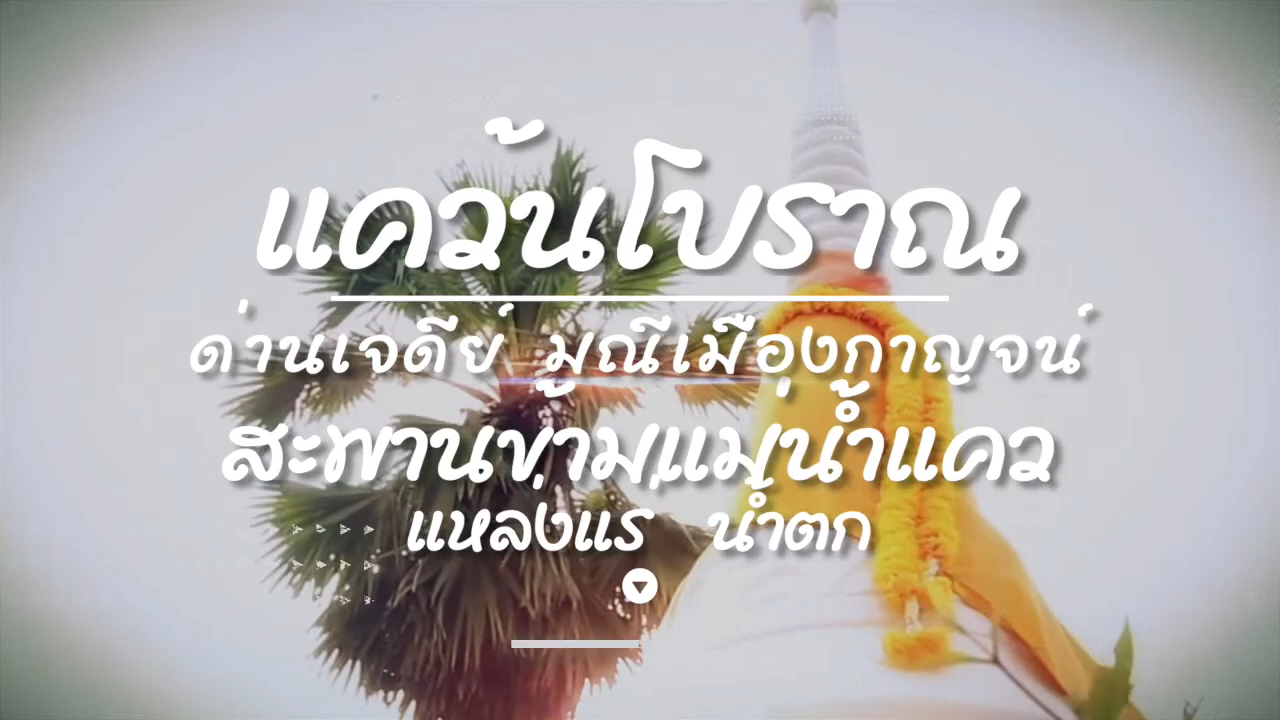 แคว้นโบราณ
ด่านเจดีย์ มณีเมืองกาญจน์
สะพานข้ามแม่น้ำแคว
แหล่งแร่ น้ำตก